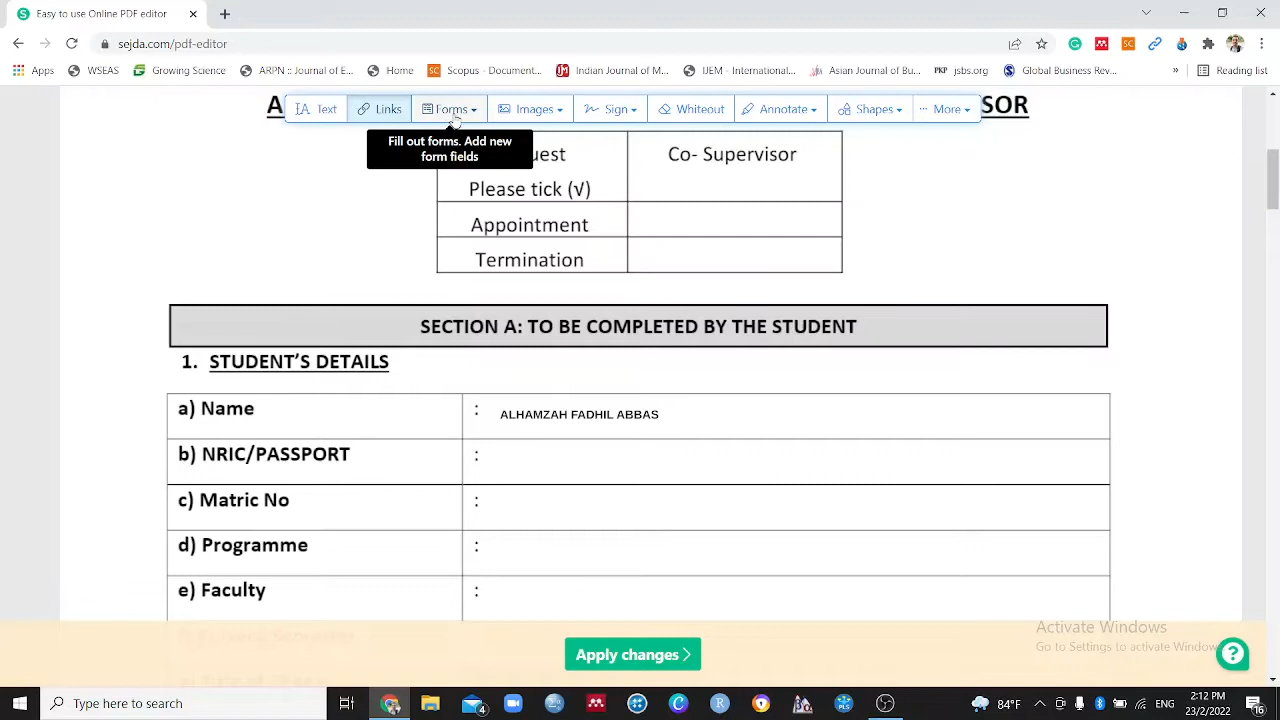 Easy to use Online PDF editor
sejda.com/pdf-editor
Apps WSEAS Growing Science ARPN : Journal of E... Home Scopus - Document... Home of M... IJEM - International... Asian Journal of Bu... PKP jsbs.org Global Business Rev... » Reading list
A SOR
Text Links Forms Images Sign Whiteout Annotate Shapes More
Fill out forms. Add new
form fields
uest Co- Supervisor
Please tick (√)
Appointment
Termination
SECTION A: TO BE COMPLETED BY THE STUDENT
1. STUDENT’S DETAILS
a) Name : ALHAMZAH FADHIL ABBAS
b) NRIC/PASSPORT :
c) Matric No :
d) Programme :
e) Faculty :
Apply changes
Activate Windows
Go to Settings to activate Window
Type here to search
84°F
2:12 PM
23/2/2022